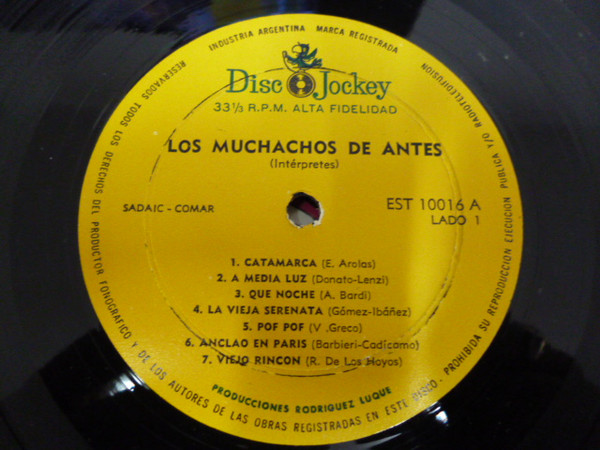 INDUSTRIA ARGENTINA MARCA REGISTRADA
Disc Jockey
33⅓ R.P.M. ALTA FIDELIDAD
LOS MUCHACHOS DE ANTES
(Intérpretes)
SADAIC - COMAR
EST 10016 A
LADO 1
1. CATAMARCA (E. Arolas)
2. A MEDIA LUZ (Donato-Lenzi)
3. QUE NOCHE (A. Bardi)
4. LA VIEJA SERENATA (Gómez-Ibáñez)
5. POF POF (V .Greco)
6. ANCLAO EN PARIS (Barbieri-Cadícamo)
7. VIEJO RINCON (R. De Los Hoyos)
PRODUCCIONES RODRIGUEZ LUQUE
RESERVADOS TODOS LOS DERECHOS DEL PRODUCTOR FONOGRAFICO Y DE LOS AUTORES DE LAS OBRAS REGISTRADAS EN ESTE DISCO. PROHIBIDA SU REPRODUCCION EJECUCION PUBLICA Y/O RADIOTELEDIFUSION